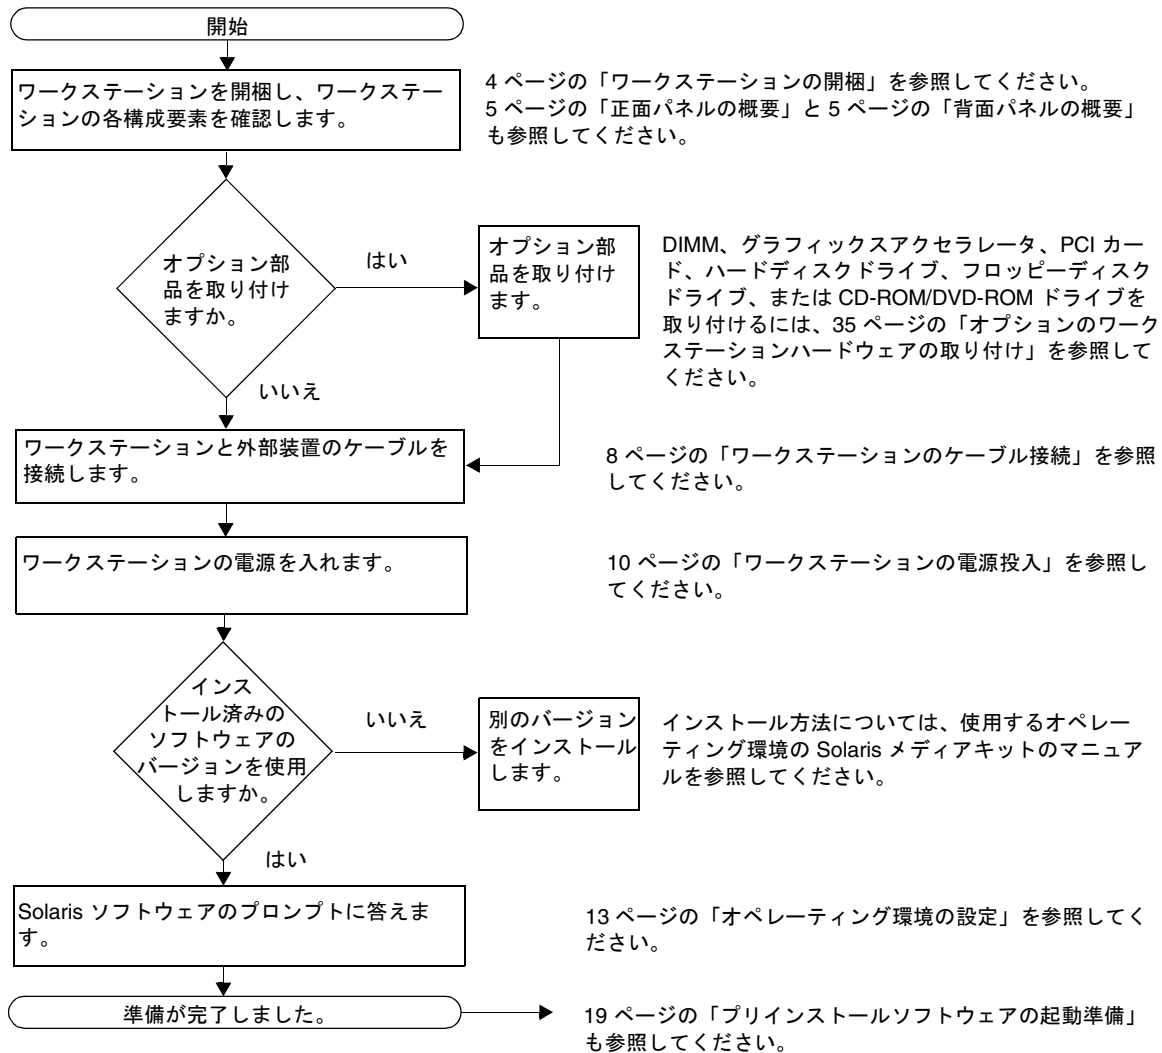 開始
ワークステーションを開梱し、ワークステー
ションの各構成要素を確認します。
4 ページの「ワークステーションの開梱」を参照してください。
5 ページの「正面パネルの概要」と 5 ページの「背面パネルの概要」
も参照してください。
オプション部
品を取り付け
ますか。
はい
オプション部
品を取り付け
ます。
DIMM、グラフィックスアクセラレータ、PCI カー
ド、ハードディスクドライブ、フロッピーディスク
ドライブ、または CD-ROM/DVD-ROM ドライブを
取り付けるには、35 ページの「オプションのワーク
ステーションハードウェアの取り付け」を参照して
ください。
いいえ
ワークステーションと外部装置のケーブルを
接続します。
8 ページの「ワークステーションのケーブル接続」を参照
してください。
ワークステーションの電源を入れます。
10 ページの「ワークステーションの電源投入」を参照し
てください。
インス
トール済みの
ソフトウェアの
バージョンを使用
しますか。
いいえ
別のバージョン
をインストール
します。
インストール方法については、使用するオペレー
ティング環境の Solaris メディアキットのマニュア
ルを参照してください。
はい
Solaris ソフトウェアのプロンプトに答えま
す。
13 ページの「オペレーティング環境の設定」を参照してく
ださい。
準備が完了しました。
19 ページの「プリインストールソフトウェアの起動準備」
も参照してください。